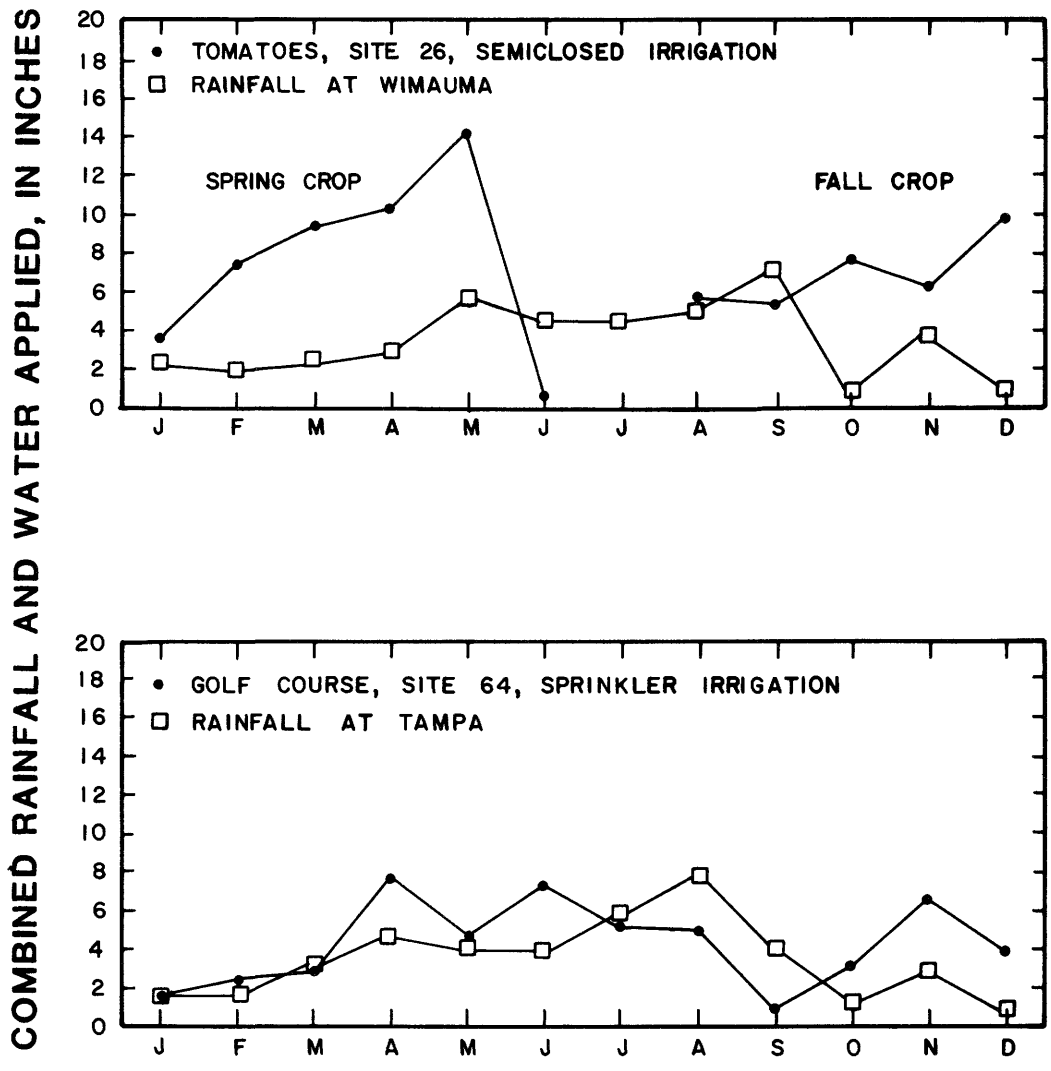 COMBINED RAINFALL AND WATER APPLIED, IN INCHES
20
● TOMATOES, SITE 26, SEMICLOSED IRRIGATION
18
□ RAINFALL AT WIMAUMA
16
14
12
SPRING CROP
FALL CROP
10
8
6
4
2
0
J F M A M J J A S O N D
20
● GOLF COURSE, SITE 64, SPRINKLER IRRIGATION
18
□ RAINFALL AT TAMPA
16
14
12
10
8
6
4
2
0
J F M A M J J A S O N D